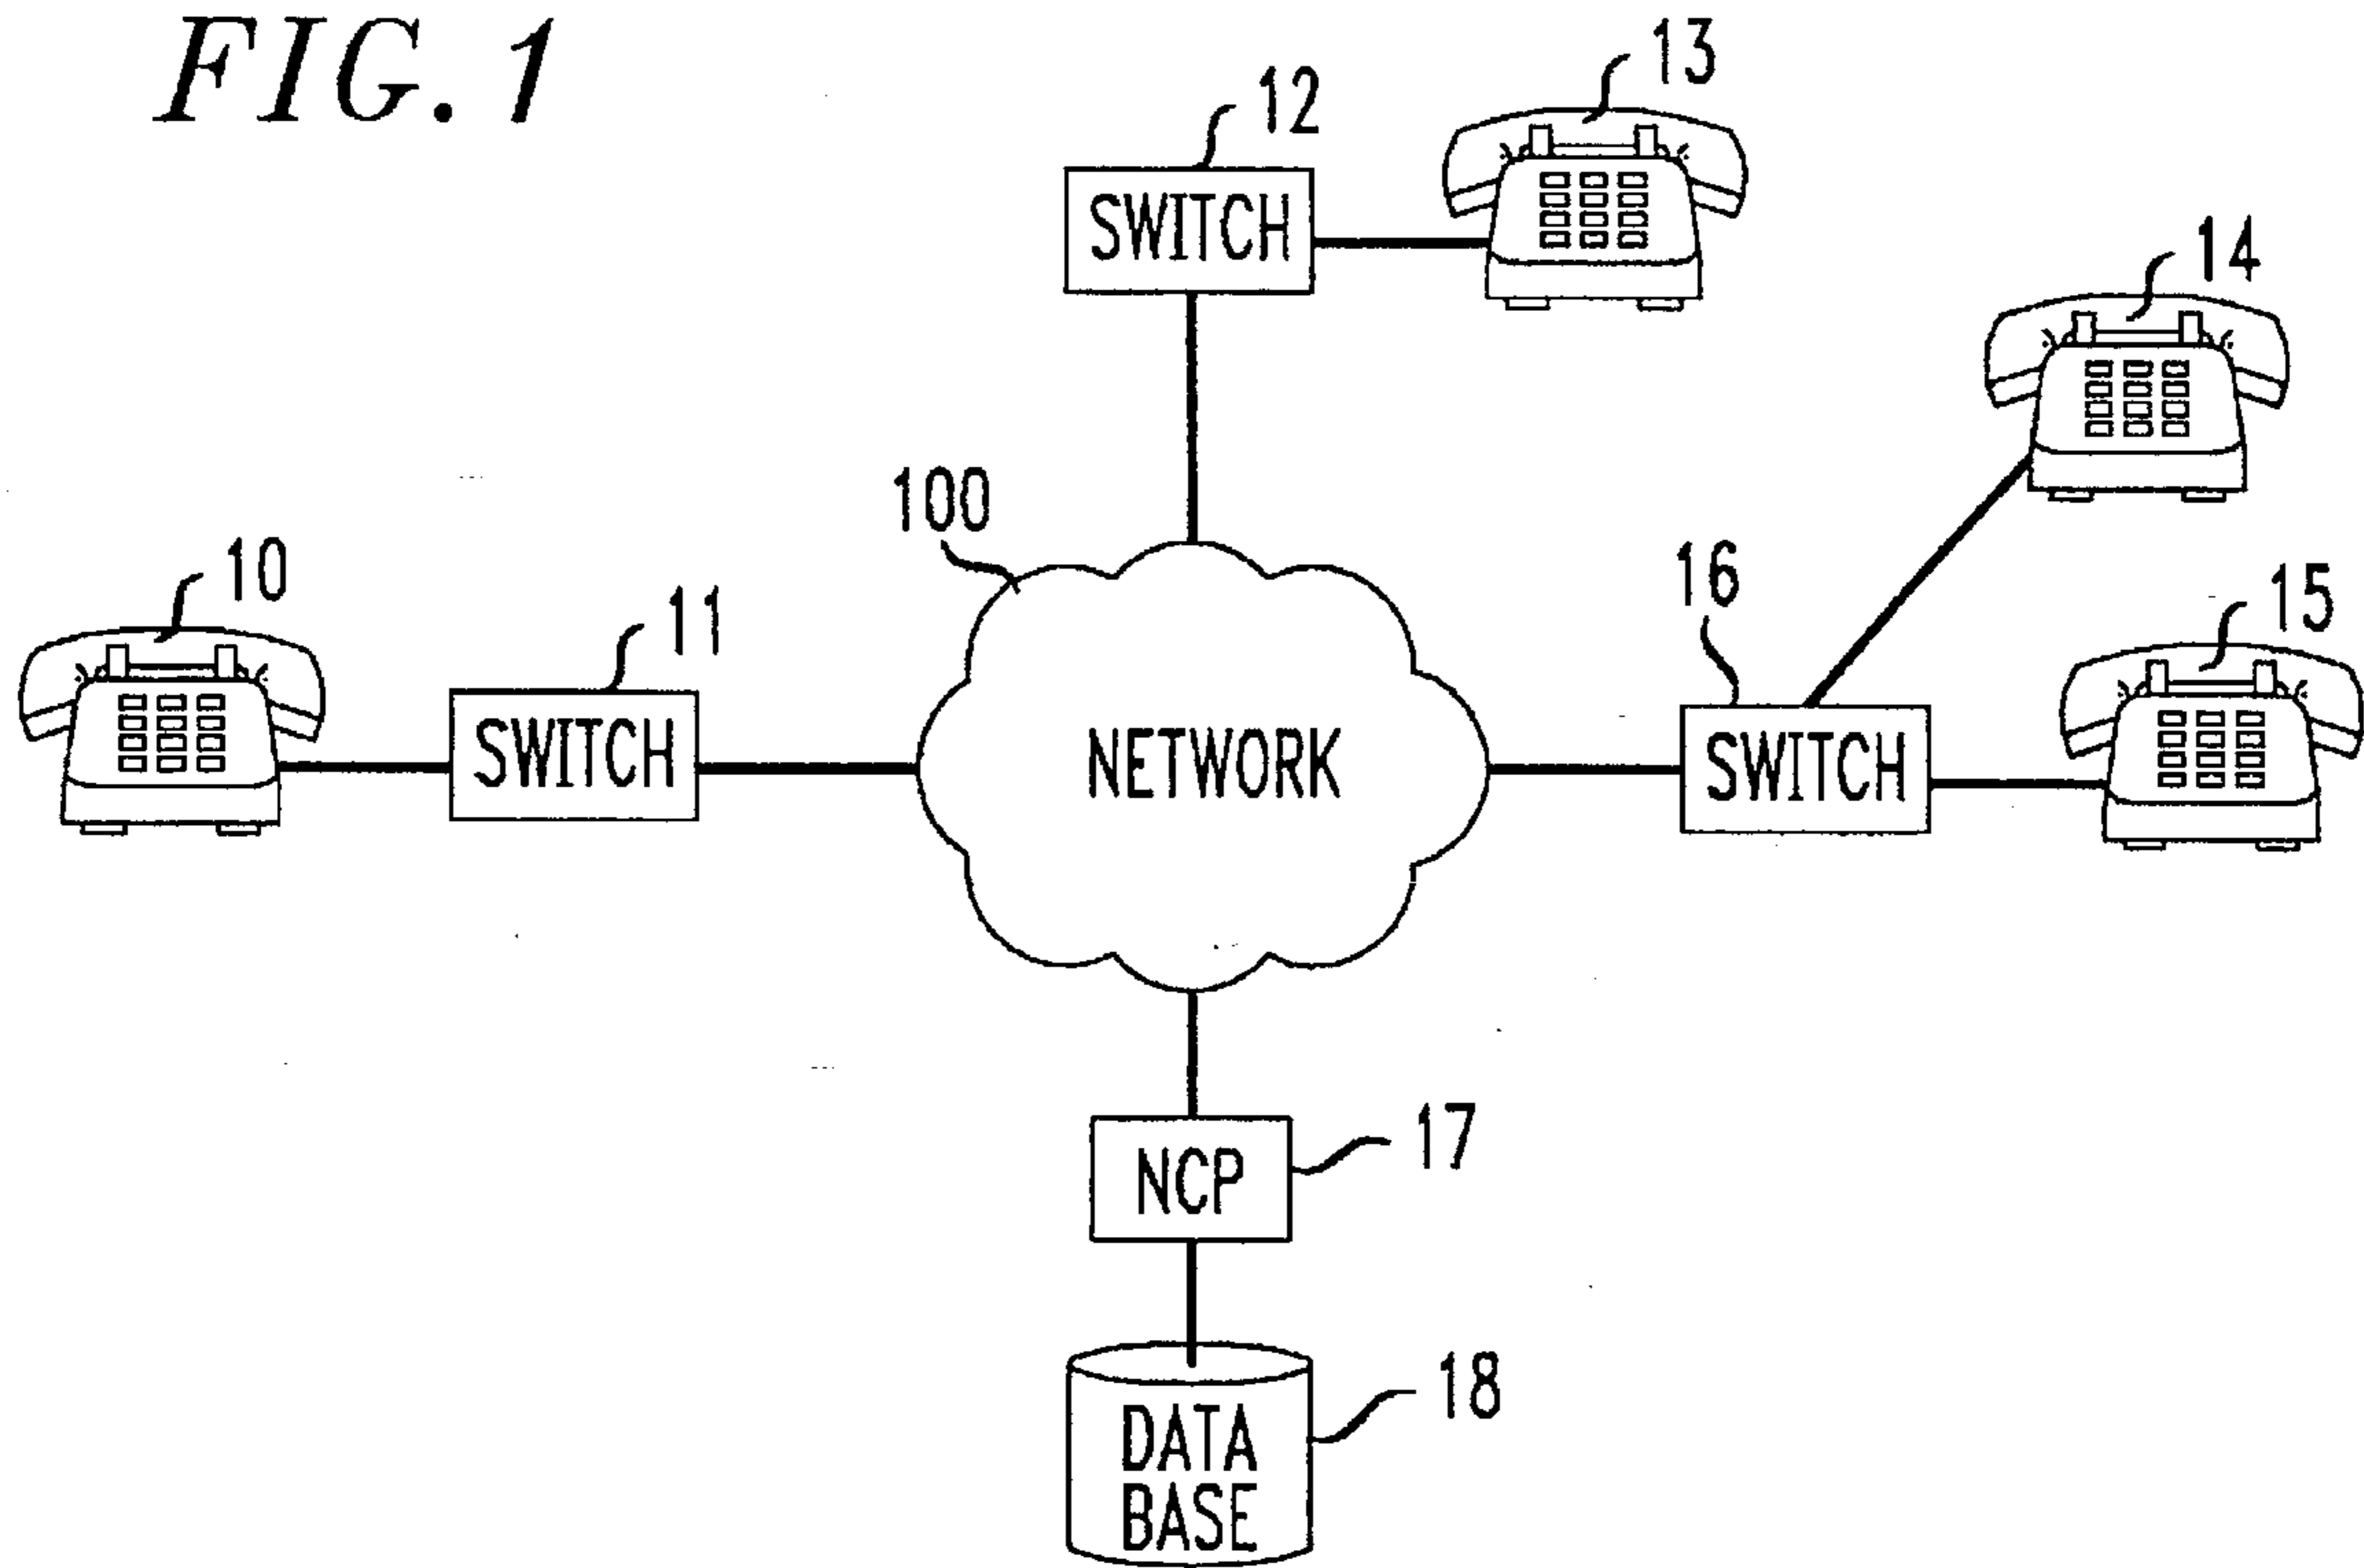 FIG. 1
13
12
SWITCH
14
100
10
11
16
15
SWITCH
NETWORK
SWITCH
NCP
17
18
DATA
BASE